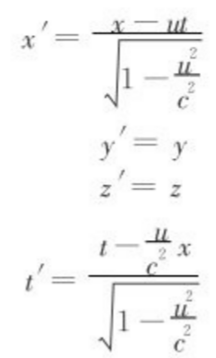 x′ = (x − ut) / √(1 − u²/c²)
y′ = y
z′ = z
t′ = (t − (u/c²) x) / √(1 − u²/c²)